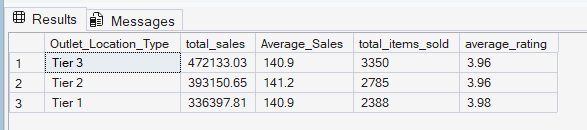 Results Messages
Outlet_Location_Type total_sales Average_Sales total_items_sold average_rating
1 Tier 3 472133.03 140.9 3350 3.96
2 Tier 2 393150.65 141.2 2785 3.96
3 Tier 1 336397.81 140.9 2388 3.98